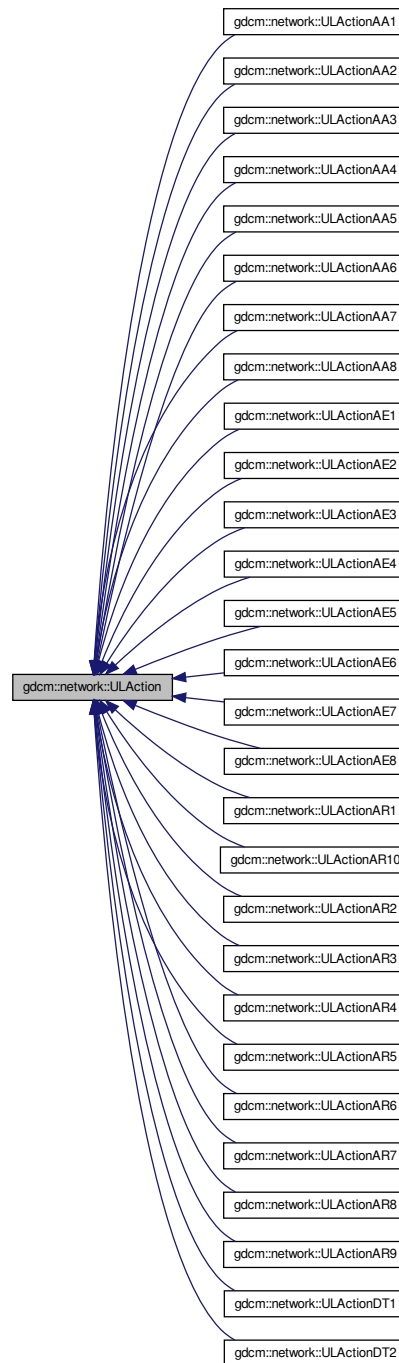 gdcm::network::ULActionAA1
gdcm::network::ULActionAA2
gdcm::network::ULActionAA3
gdcm::network::ULActionAA4
gdcm::network::ULActionAA5
gdcm::network::ULActionAA6
gdcm::network::ULActionAA7
gdcm::network::ULActionAA8
gdcm::network::ULActionAE1
gdcm::network::ULActionAE2
gdcm::network::ULActionAE3
gdcm::network::ULActionAE4
gdcm::network::ULActionAE5
gdcm::network::ULActionAE6
gdcm::network::ULAction
gdcm::network::ULActionAE7
gdcm::network::ULActionAE8
gdcm::network::ULActionAR1
gdcm::network::ULActionAR10
gdcm::network::ULActionAR2
gdcm::network::ULActionAR3
gdcm::network::ULActionAR4
gdcm::network::ULActionAR5
gdcm::network::ULActionAR6
gdcm::network::ULActionAR7
gdcm::network::ULActionAR8
gdcm::network::ULActionAR9
gdcm::network::ULActionDT1
gdcm::network::ULActionDT2